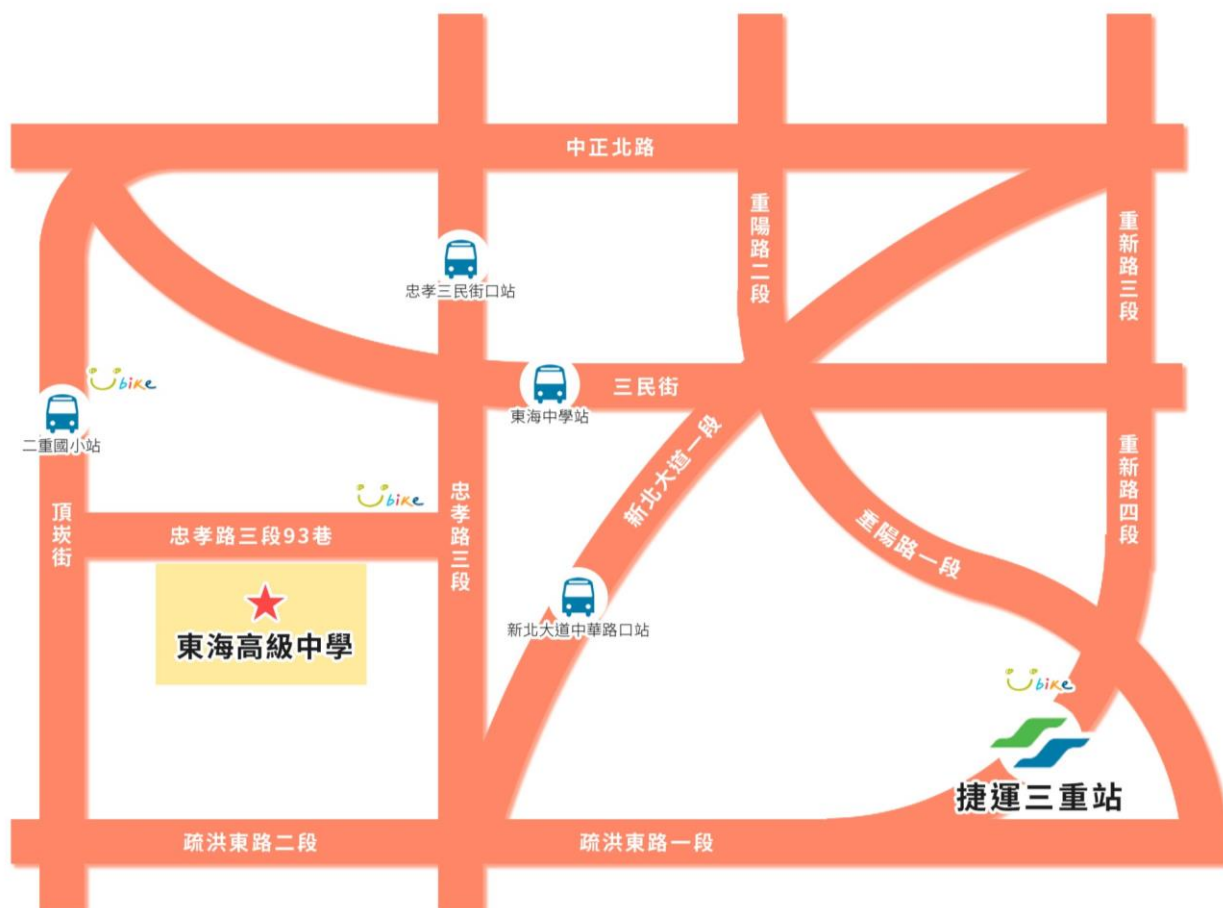 中正北路
重陽路二段
重新路三段
忠孝三民街口站
Ubike
三民街
東海中學站
二重國小站
重新路四段
新北大道一段
Ubike
忠孝路三段
頂崁街
忠孝路三段93巷
重陽路一段
新北大道中華路口站
東海高級中學
Ubike
捷運三重站
疏洪東路二段
疏洪東路一段